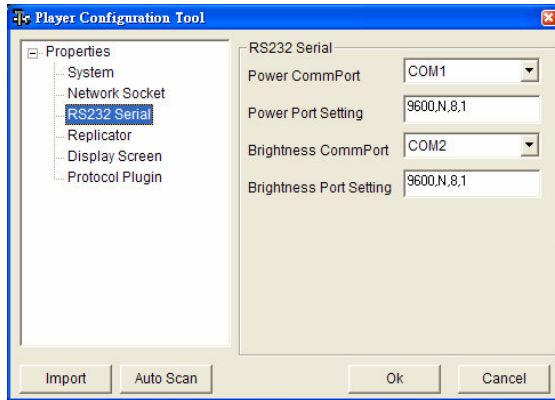 Player Configuration Tool
Properties
System
Network Socket
RS232 Serial
Replicator
Display Screen
Protocol Plugin
RS232 Serial
Power CommPort
COM1
Power Port Setting
9600,N,8,1
Brightness CommPort
COM2
Brightness Port Setting
9600,N,8,1
Import
Auto Scan
Ok
Cancel